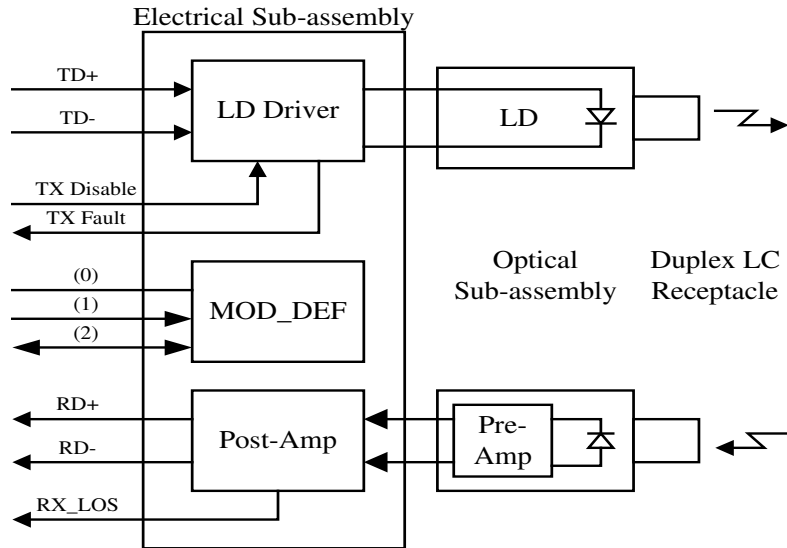 Electrical Sub-assembly
TD+
TD-
LD Driver
LD
TX Disable
TX Fault
(0)
(1)
(2)
MOD_DEF
Optical
Sub-assembly
Duplex LC
Receptacle
RD+
RD-
Post-Amp
Pre-
Amp
RX_LOS